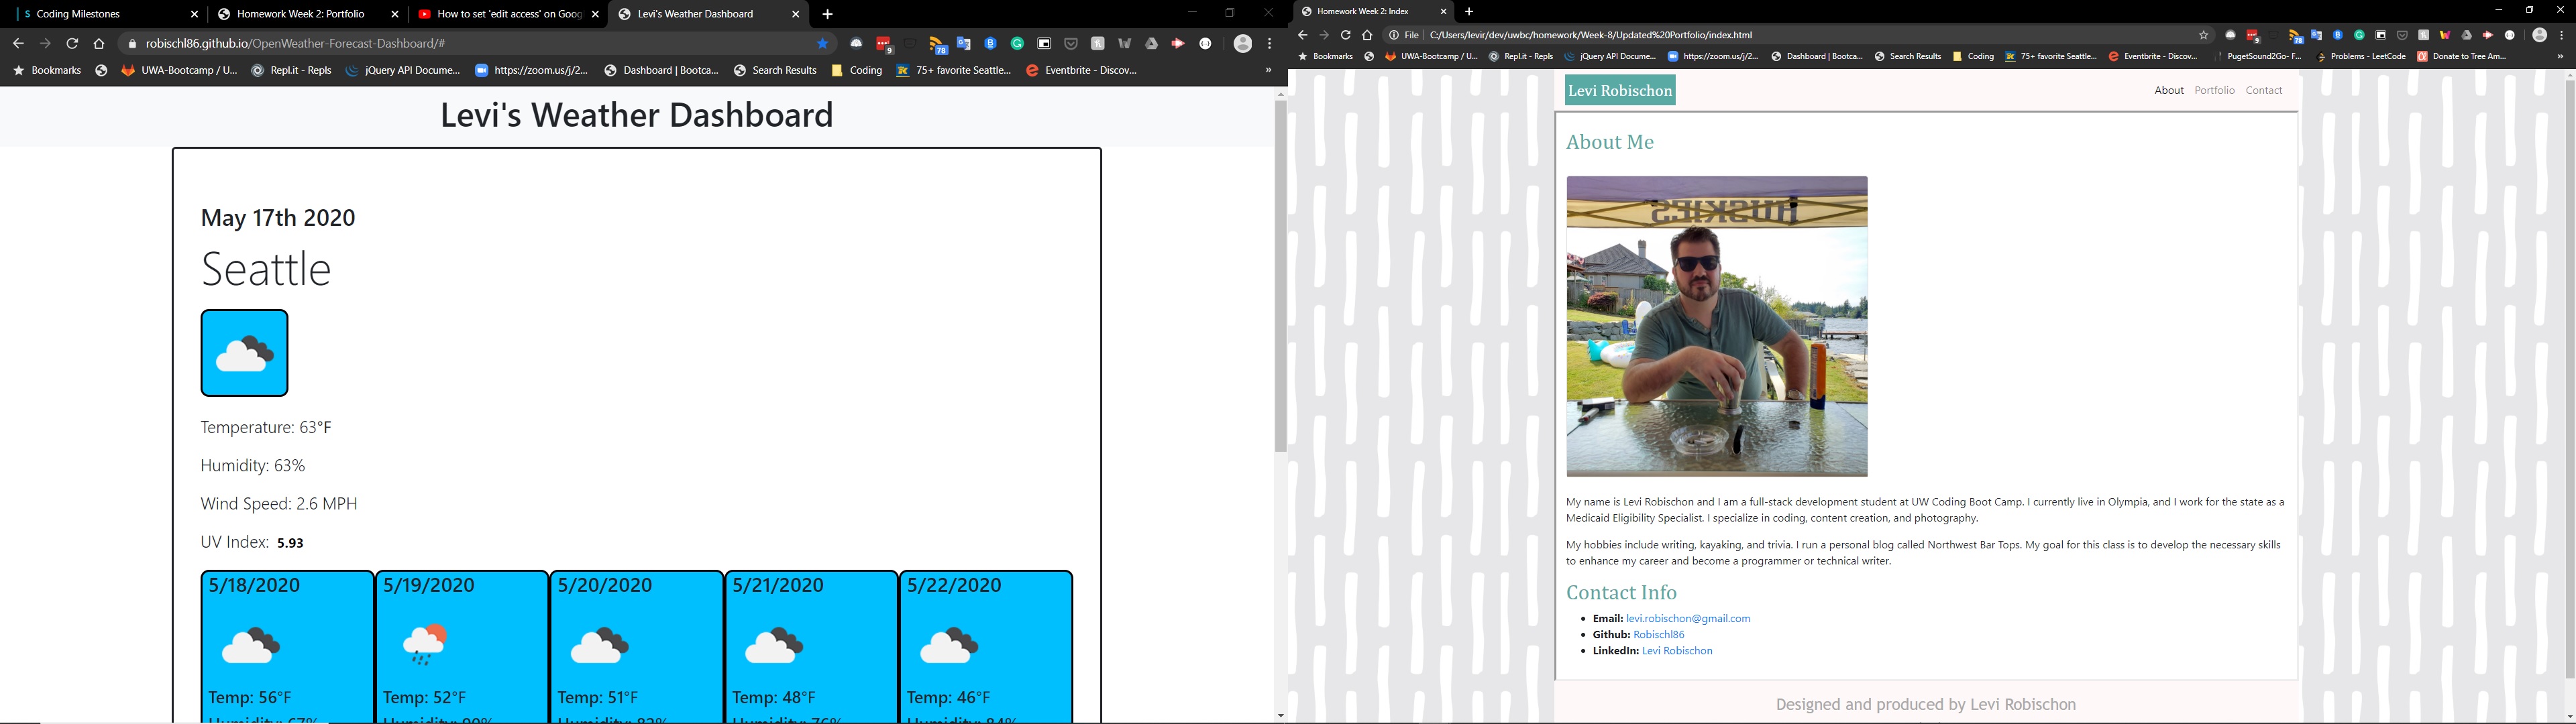 Coding Milestones
Homework Week 2: Portfolio
How to set 'edit access' on Goog
Levi's Weather Dashboard
robischl86.github.io/OpenWeather-Forecast-Dashboard/#
9
78
Bookmarks
UWA-Bootcamp / U...
Repl.it - Repls
jQuery API Docume...
https://zoom.us/j/2...
Dashboard | Bootca...
Search Results
Coding
75+ favorite Seattle...
Eventbrite - Discov...
»
Levi's Weather Dashboard
May 17th 2020
Seattle
Temperature: 63°F
Humidity: 63%
Wind Speed: 2.6 MPH
UV Index: 5.93
5/18/2020
5/19/2020
5/20/2020
5/21/2020
5/22/2020
Temp: 56°F
Temp: 52°F
Temp: 51°F
Temp: 48°F
Temp: 46°F
Homework Week 2: Index
File
C:/Users/levir/dev/uwbc/homework/Week-8/Updated%20Portfolio/index.html
78
Bookmarks
UWA-Bootcamp / U...
Repl.it - Repls
jQuery API Docume...
https://zoom.us/j/2...
Dashboard | Bootca...
Search Results
Coding
75+ favorite Seattle...
Eventbrite - Discov...
PugetSound2Go- F...
Problems - LeetCode
Donate to Tree Am...
»
Levi Robischon
About
Portfolio
Contact
About Me
HUSKIES
My name is Levi Robischon and I am a full-stack development student at UW Coding Boot Camp. I currently live in Olympia, and I work for the state as a
Medicaid Eligibility Specialist. I specialize in coding, content creation, and photography.
My hobbies include writing, kayaking, and trivia. I run a personal blog called Northwest Bar Tops. My goal for this class is to develop the necessary skills
to enhance my career and become a programmer or technical writer.
Contact Info
Email: levi.robischon@gmail.com
Github: Robischl86
LinkedIn: Levi Robischon
Designed and produced by Levi Robischon